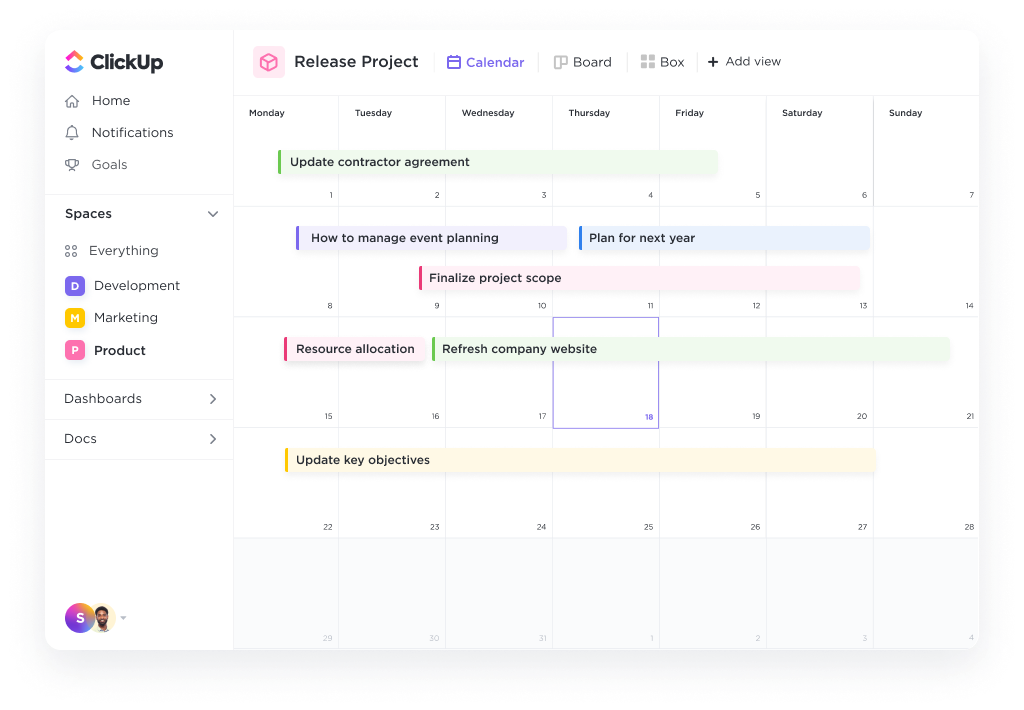 ClickUp
Home
Notifications
Goals
Spaces
Everything
D Development
M Marketing
P Product
Dashboards
Docs
S
Release Project
Calendar
Board
Box
+ Add view
Monday Tuesday Wednesday Thursday Friday Saturday Sunday
Update contractor agreement
1 2 3 4 5 6 7
How to manage event planning
Plan for next year
Finalize project scope
8 9 10 11 12 13 14
Resource allocation
Refresh company website
15 16 17 18 19 20 21
Update key objectives
22 23 24 25 26 27 28
29 30 31 1 2 3 4